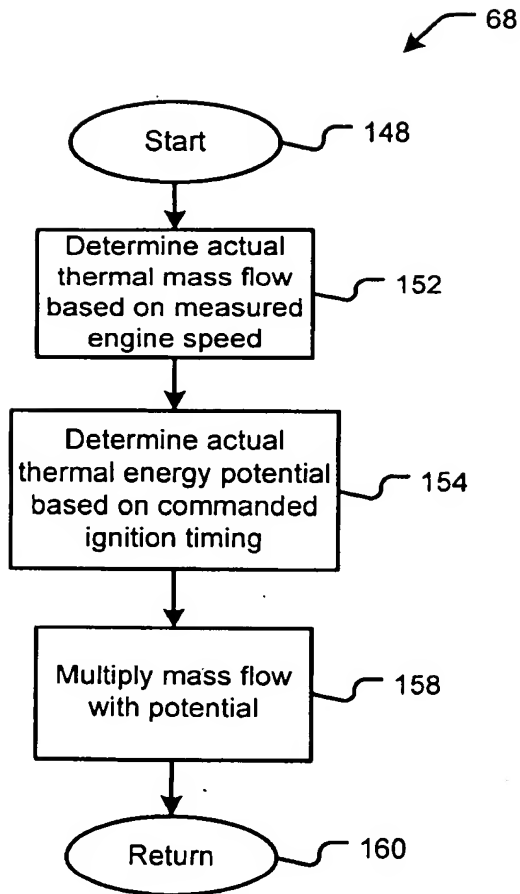 68
Start
148
Determine actual
thermal mass flow
based on measured
engine speed
152
Determine actual
thermal energy potential
based on commanded
ignition timing
154
Multiply mass flow
with potential
158
Return
160